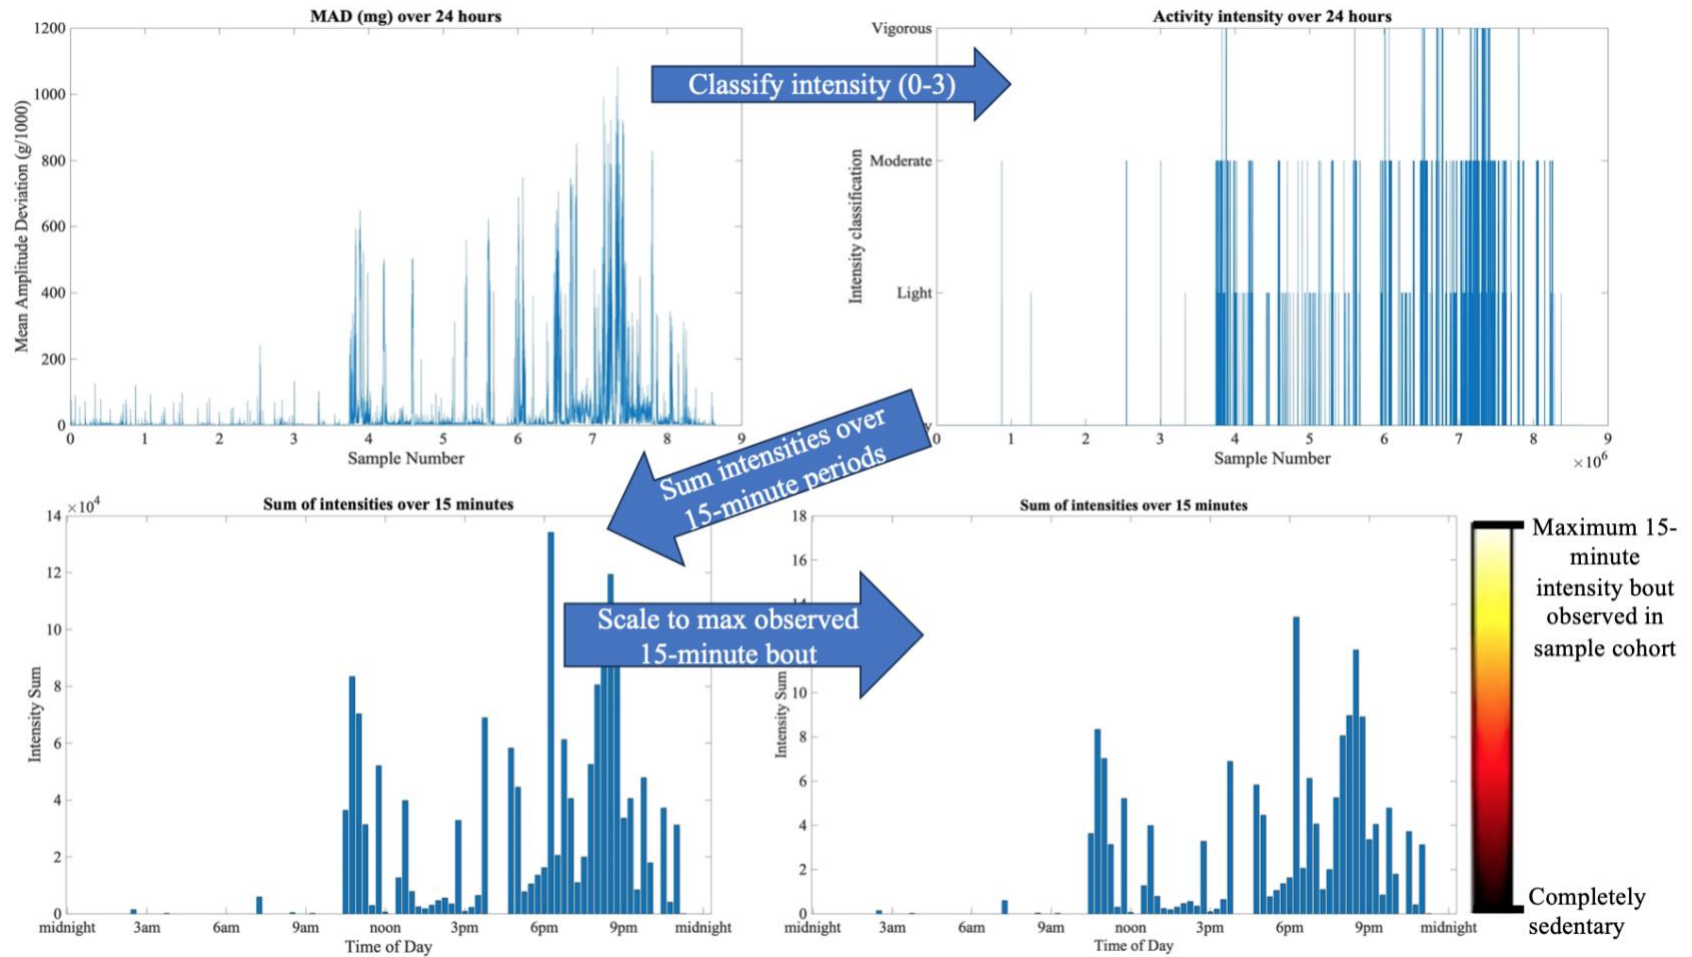 MAD (mg) over 24 hours
1200
1000
800
600
400
200
0
Mean Amplitude Deviation (g/1000)
0 1 2 3 4 5 6 7 8 9
Sample Number
Classify intensity (0-3)
Activity intensity over 24 hours
Vigorous
Moderate
Light
y
Intensity classification
0 1 2 3 4 5 6 7 8 9
Sample Number
×10⁶
Sum intensities over
15-minute periods
Sum of intensities over 15 minutes
×10⁴
14
12
10
8
6
4
2
0
Intensity Sum
midnight 3am 6am 9am noon 3pm 6pm 9pm midnight
Time of Day
Scale to max observed
15-minute bout
Sum of intensities over 15 minutes
18
16
14
10
8
6
4
2
0
Intensity Sum
midnight 3am 6am 9am noon 3pm 6pm 9pm midnight
Time of Day
Maximum 15-
minute
intensity bout
observed in
sample cohort
Completely
sedentary